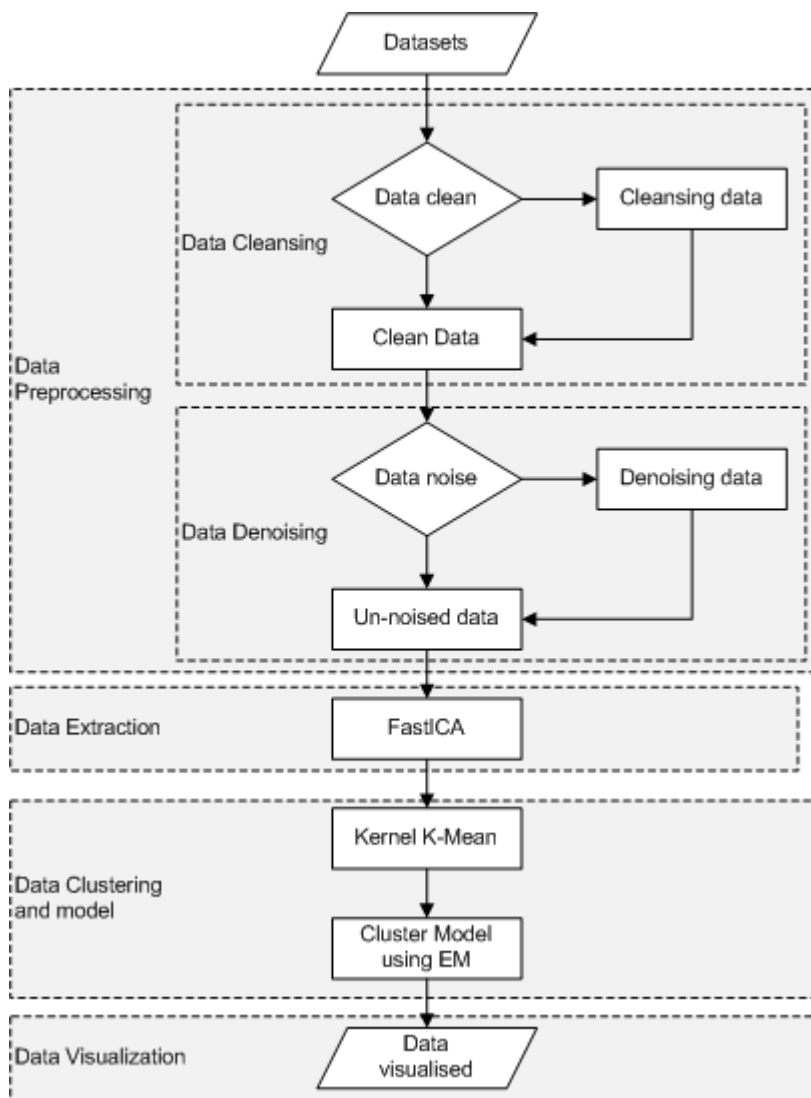 Datasets
Data clean
Cleansing data
Data Cleansing
Clean Data
Data
Preprocessing
Data noise
Denoising data
Data Denoising
Un-noised data
Data Extraction
FastICA
Kernel K-Mean
Data Clustering
and model
Cluster Model
using EM
Data Visualization
Data
visualised